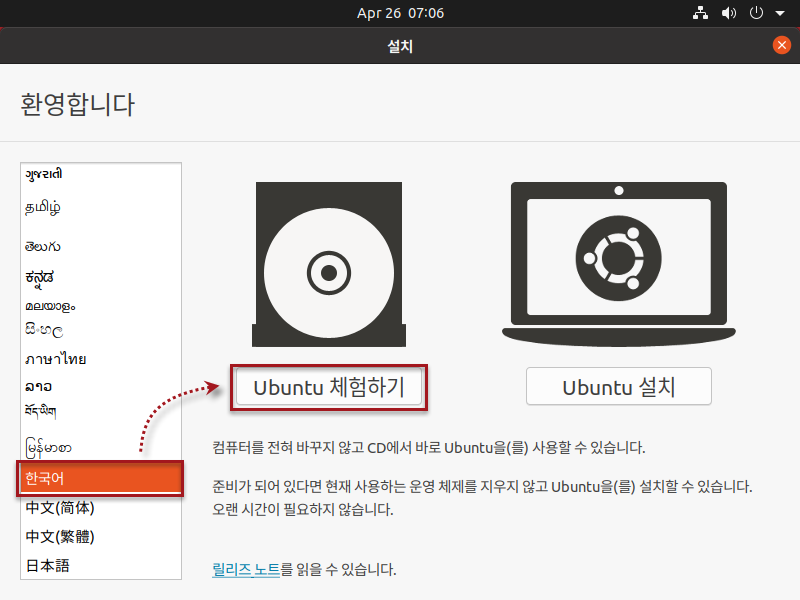 Apr 26 07:06
설치
환영합니다
ગુજરાતી
தமிழ்
తెలుగు
ಕನ್ನಡ
മലയാളം
සිංහල
ภาษาไทย
ລາວ
བོད་ཡིག
မြန်မာစာ
한국어
中文(简体)
中文(繁體)
日本語
Ubuntu 체험하기
Ubuntu 설치
컴퓨터를 전혀 바꾸지 않고 CD에서 바로 Ubuntu을(를) 사용할 수 있습니다.
준비가 되어 있다면 현재 사용하는 운영 체제를 지우지 않고 Ubuntu을(를) 설치할 수 있습니다.
오랜 시간이 필요하지 않습니다.
릴리즈 노트를 읽을 수 있습니다.